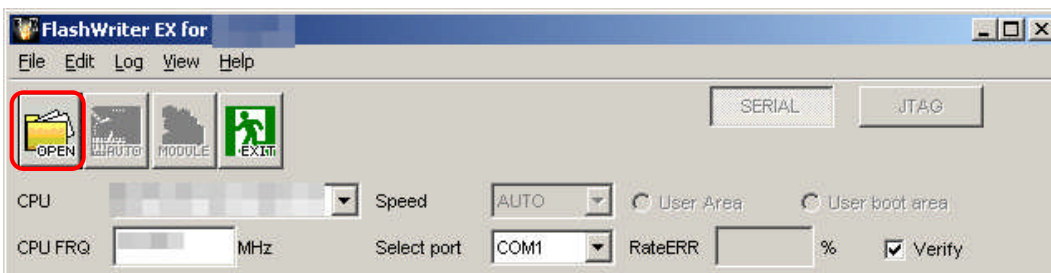 FlashWriter EX for
File Edit Log View Help
OPEN AUTO MODULE EXIT SERIAL JTAG
CPU Speed AUTO User Area User boot area
CPU FRQ MHz Select port COM1 RateERR % Verify